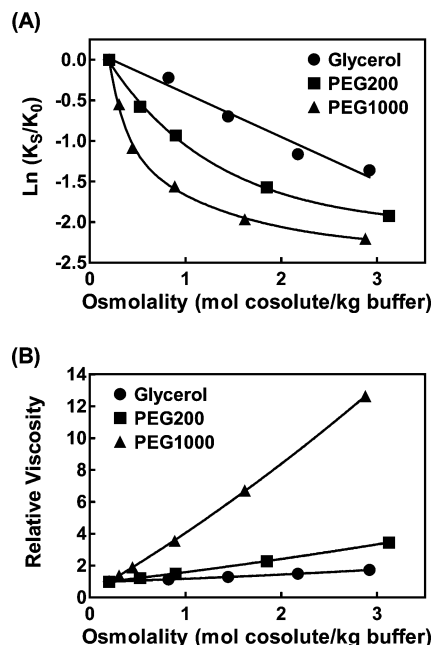 (A)
0.0
-0.5
-1.0
-1.5
-2.0
-2.5
Ln (KS/K0)
Glycerol
PEG200
PEG1000
0 1 2 3
Osmolality (mol cosolute/kg buffer)
(B)
14
12
10
8
6
4
2
0
Relative Viscosity
Glycerol
PEG200
PEG1000
0 1 2 3
Osmolality (mol cosolute/kg buffer)